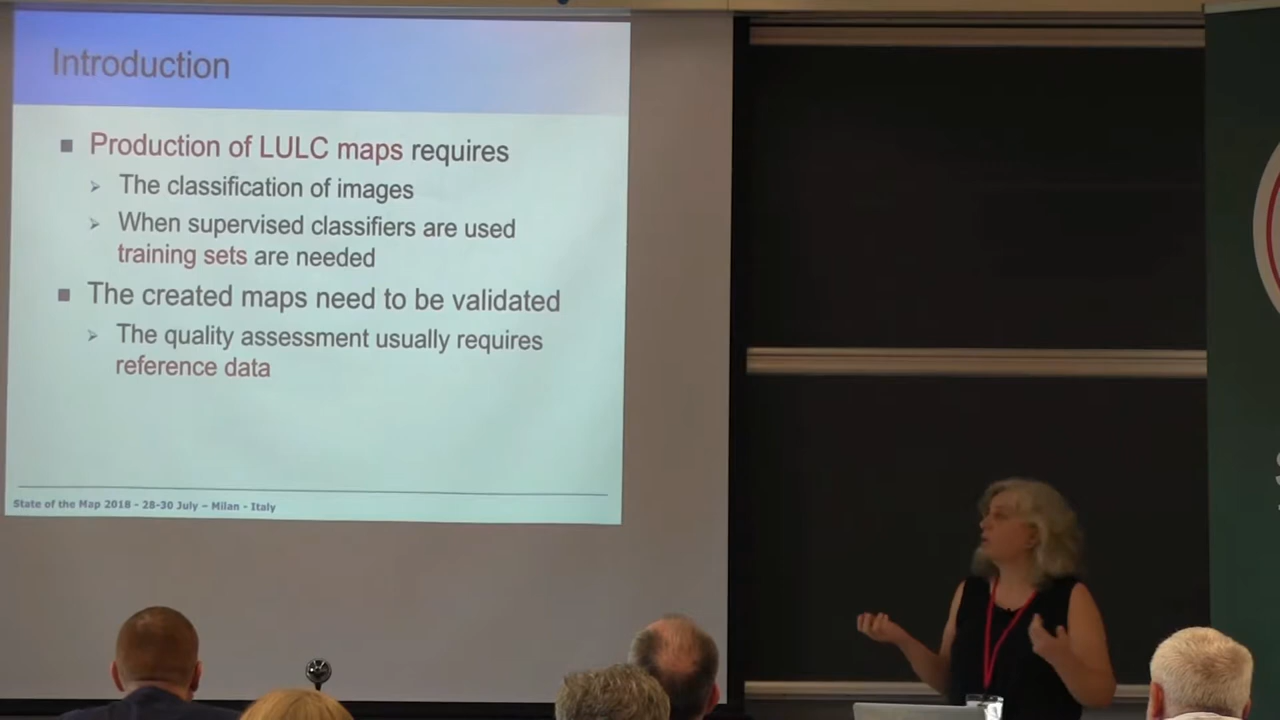 Introduction
Production of LULC maps requires
The classification of images
When supervised classifiers are used
training sets are needed
The created maps need to be validated
The quality assessment usually requires
reference data
State of the Map 2018 - 28-30 July – Milan - Italy